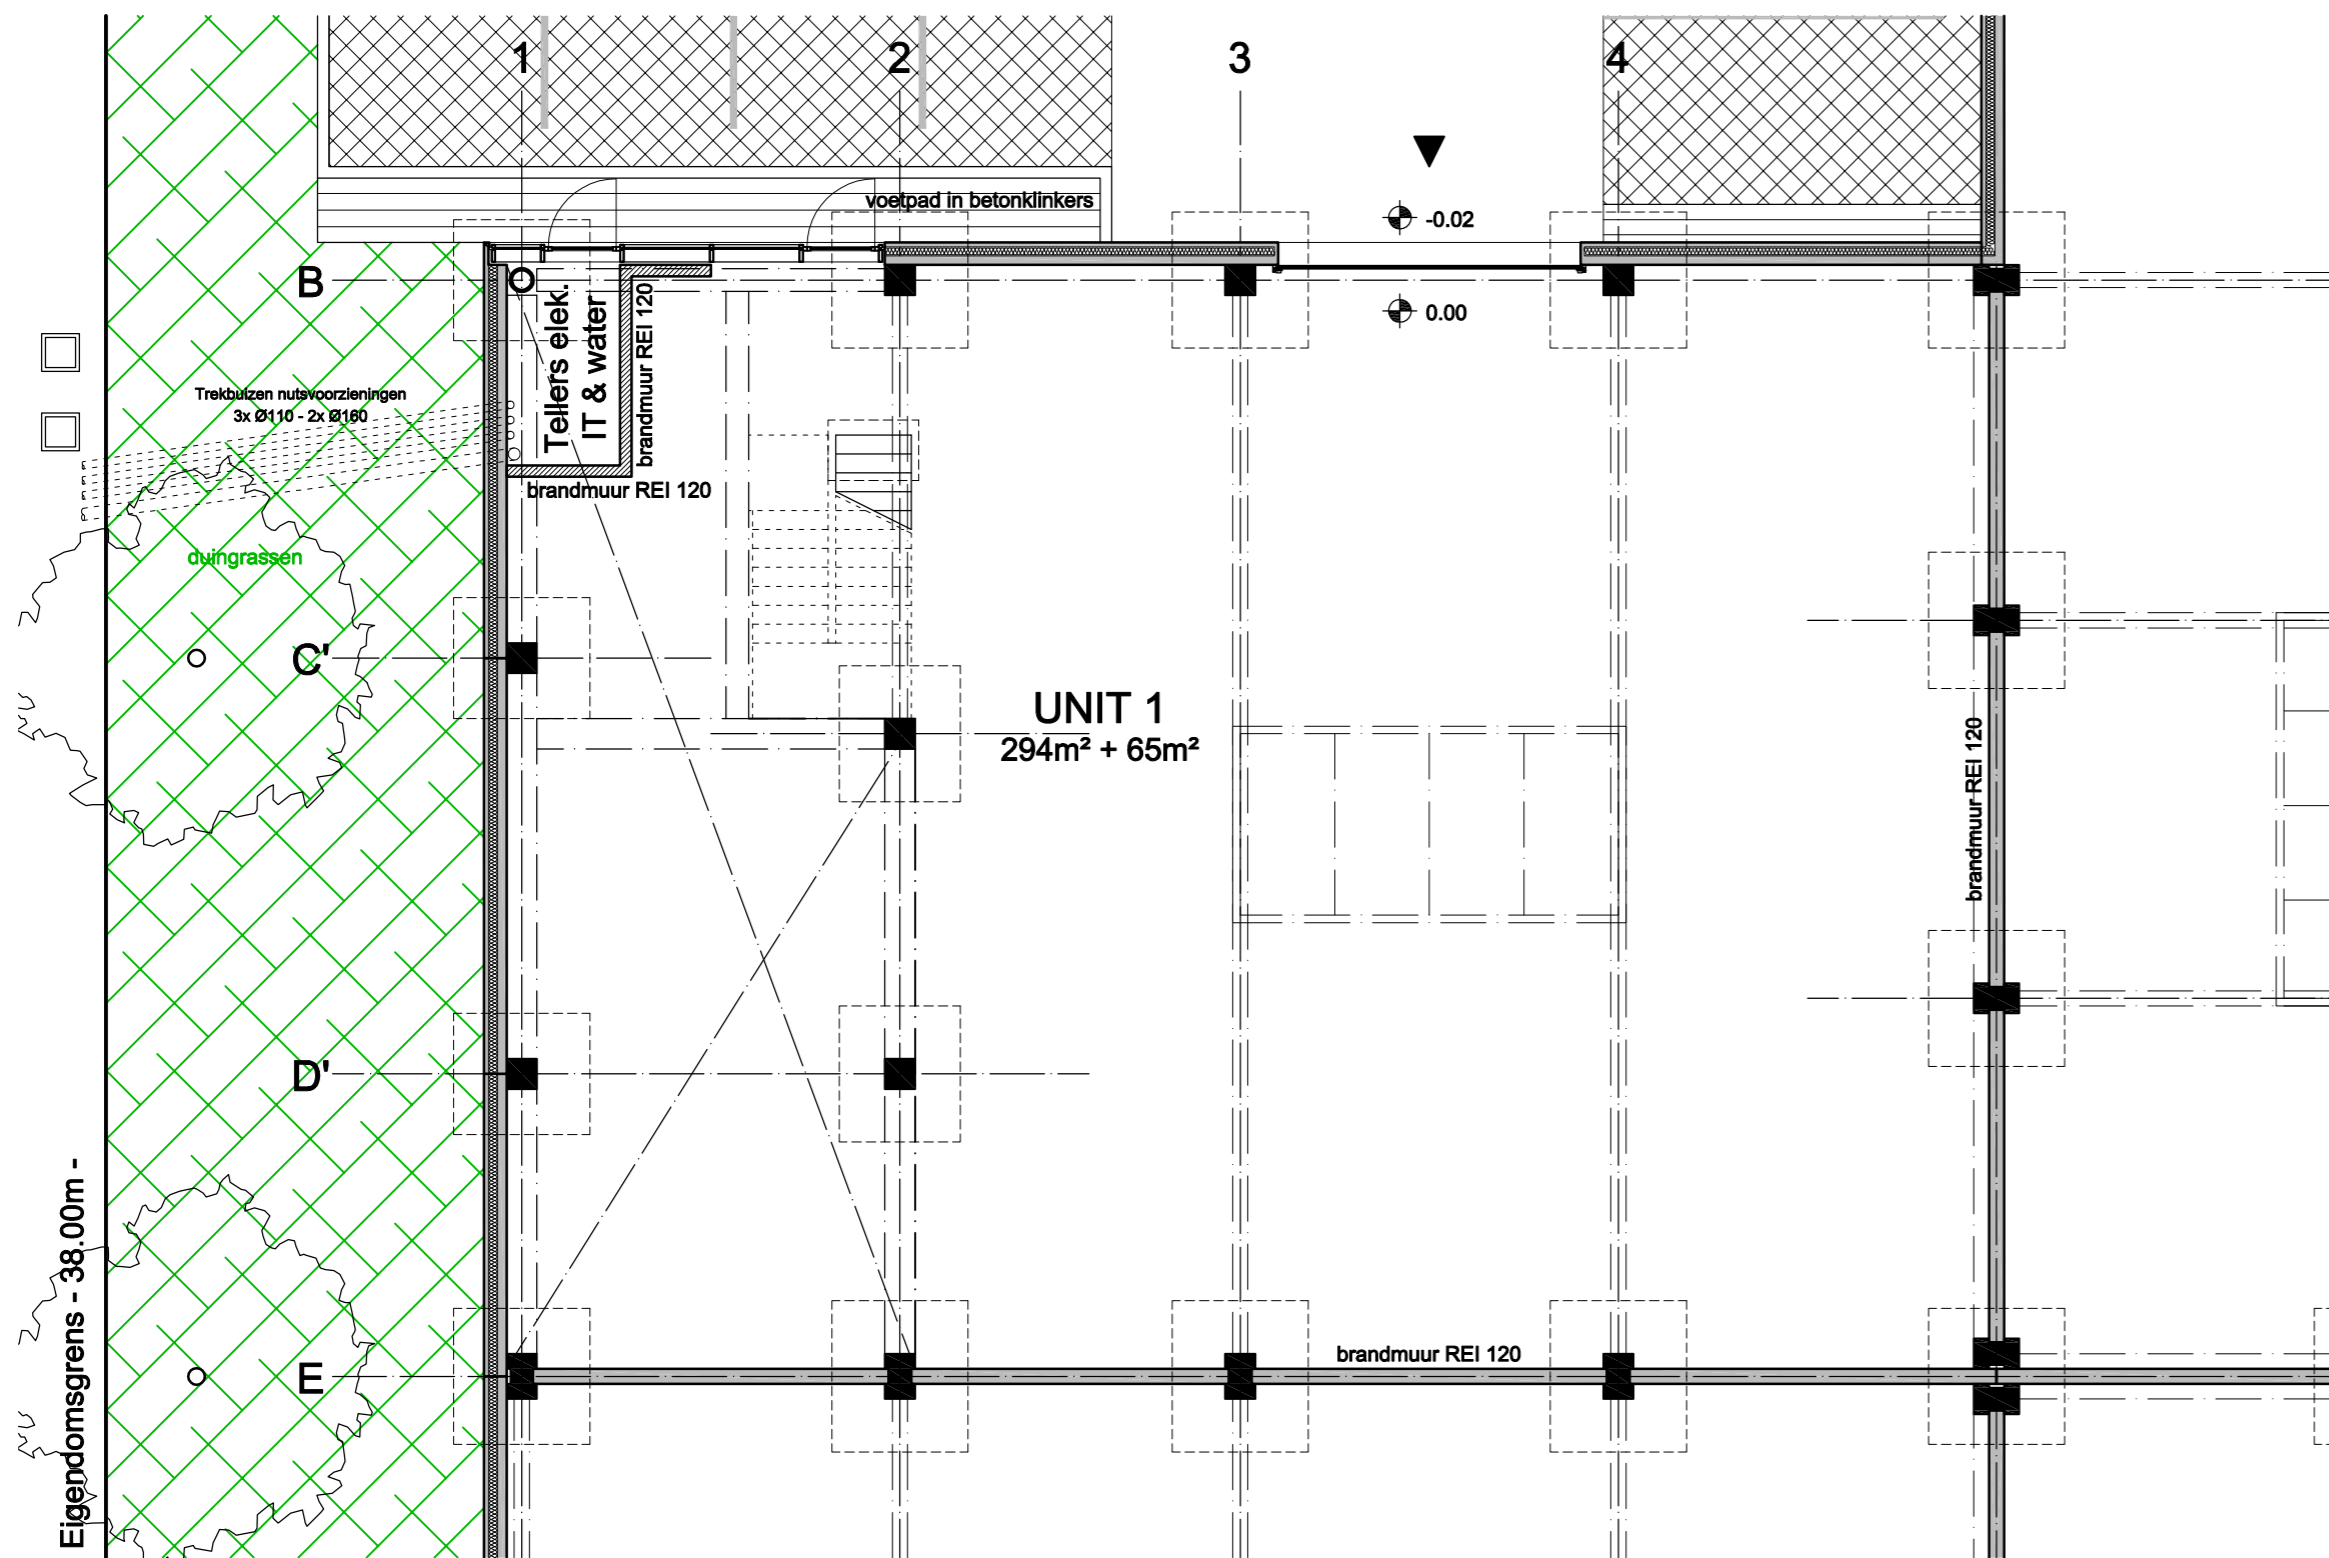 1
2
3
4
voetpad in betonklinkers
-0.02
B
0.00
Tellers elek.
IT & water
brandmuur REI 120
Trekbuizen nutsvoorzieningen
3x Ø110 - 2x Ø160
brandmuur REI 120
duingrassen
C'
UNIT 1
294m² + 65m²
brandmuur REI 120
D'
Eigendomsgrens - 38.00m -
brandmuur REI 120
E